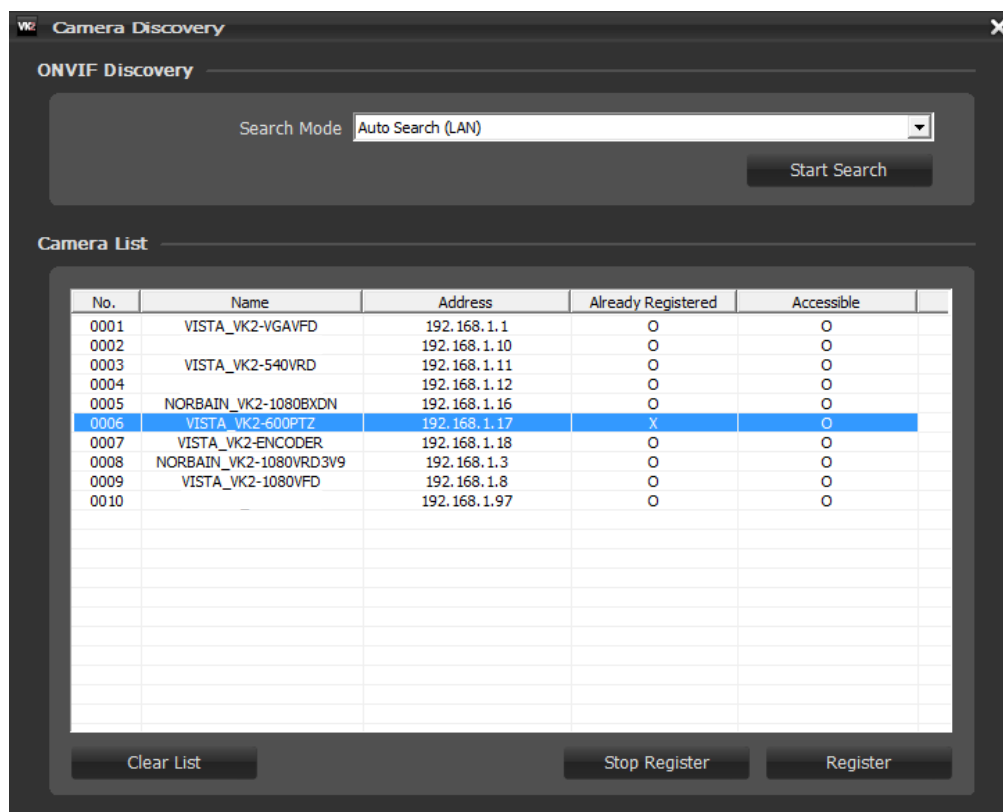 VK2 Camera Discovery
ONVIF Discovery
Search Mode Auto Search (LAN)
Start Search
Camera List
No. Name Address Already Registered Accessible
0001 VISTA_VK2-VGAVFD 192.168.1.1 O O
0002 192.168.1.10 O O
0003 VISTA_VK2-540VRD 192.168.1.11 O O
0004 192.168.1.12 O O
0005 NORBAIN_VK2-1080BXDN 192.168.1.16 O O
0006 VISTA_VK2-600PTZ 192.168.1.17 X O
0007 VISTA_VK2-ENCODER 192.168.1.18 O O
0008 NORBAIN_VK2-1080VRD3V9 192.168.1.3 O O
0009 VISTA_VK2-1080VFD 192.168.1.8 O O
0010 _ 192.168.1.97 O O
Clear List Stop Register Register